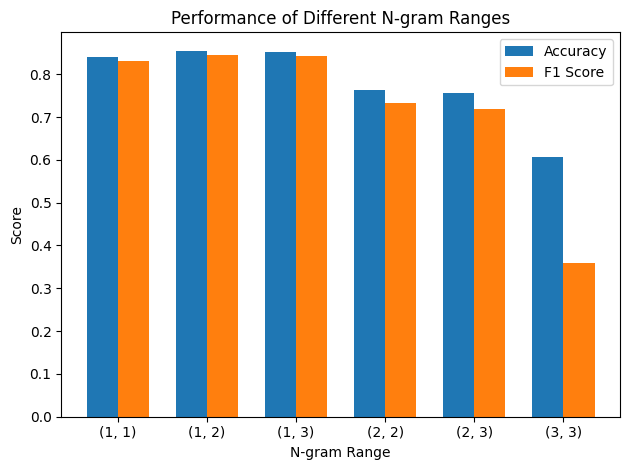 Performance of Different N-gram Ranges
Accuracy
F1 Score
Score
0.8
0.7
0.6
0.5
0.4
0.3
0.2
0.1
0.0
(1, 1) (1, 2) (1, 3) (2, 2) (2, 3) (3, 3)
N-gram Range